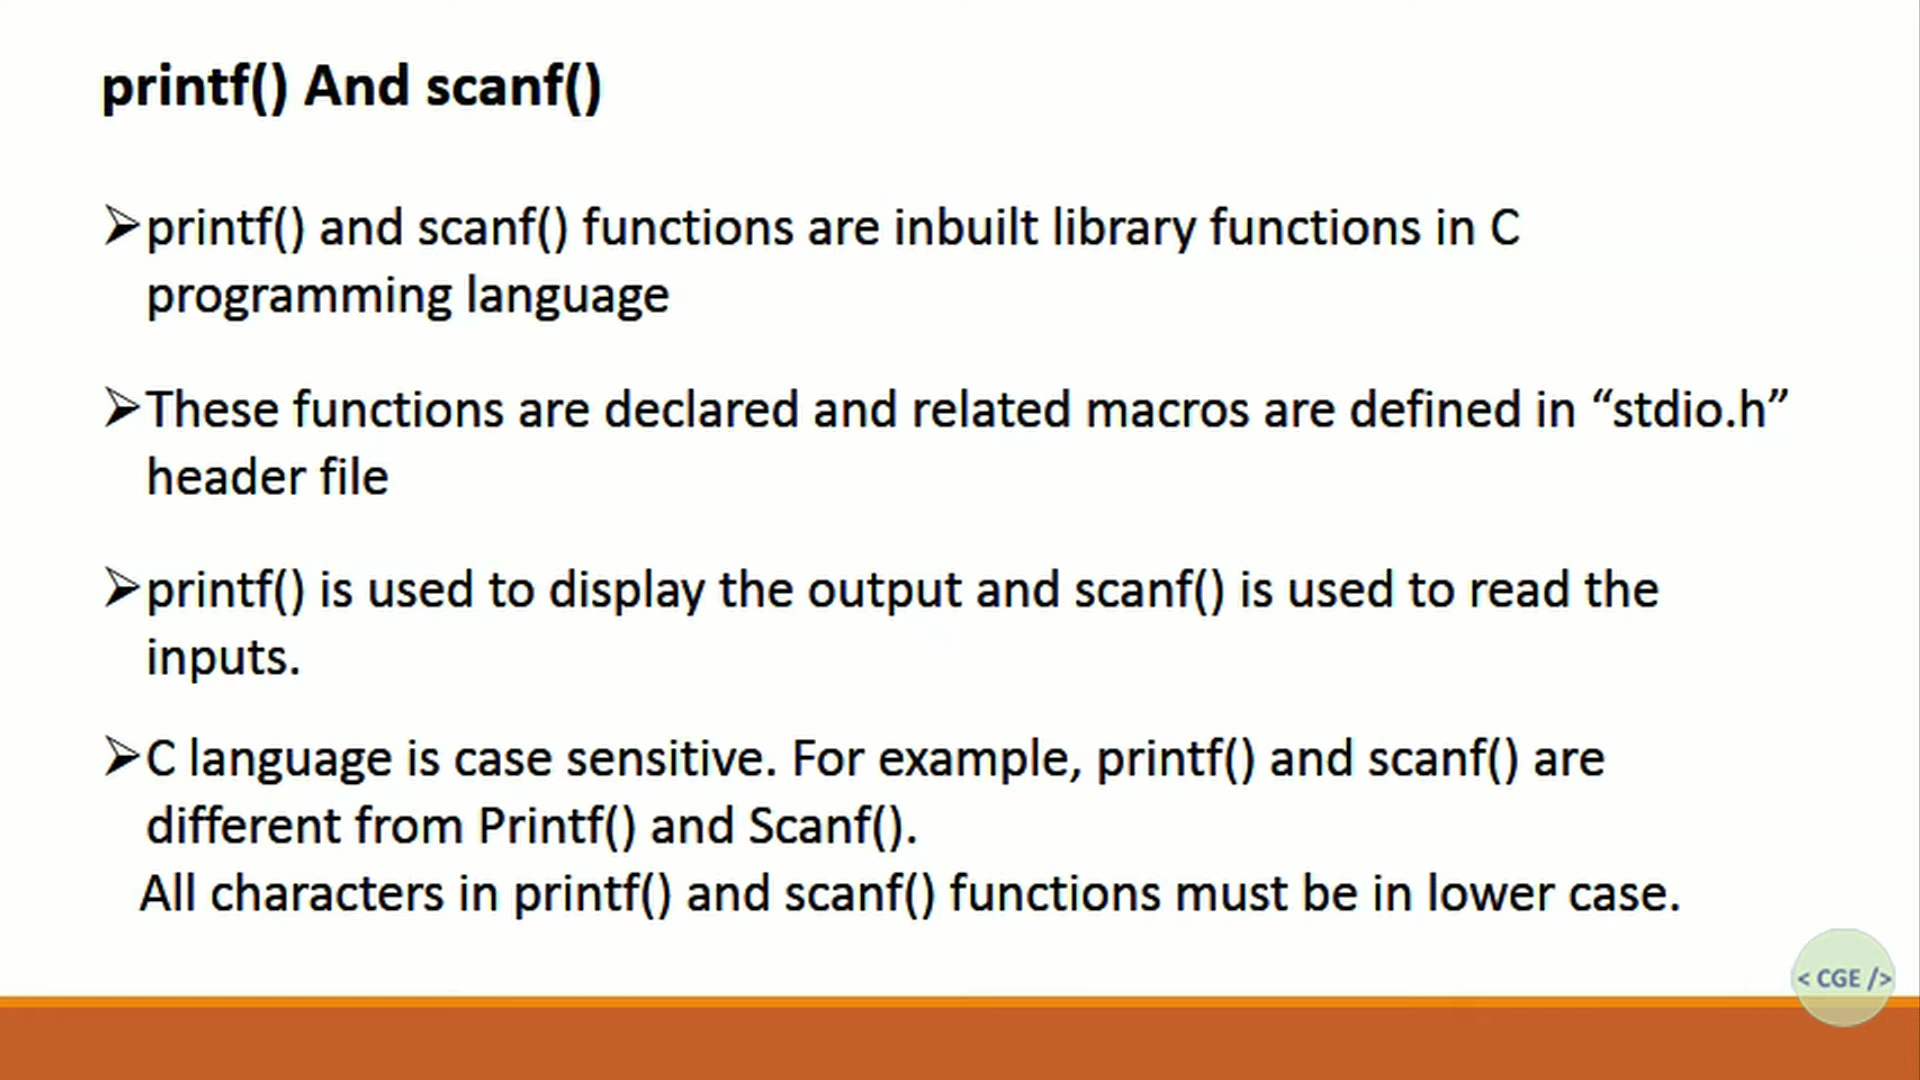 printf() And scanf()
➢printf() and scanf() functions are inbuilt library functions in C
programming language
➢These functions are declared and related macros are defined in “stdio.h”
header file
➢printf() is used to display the output and scanf() is used to read the
inputs.
➢C language is case sensitive. For example, printf() and scanf() are
different from Printf() and Scanf().
All characters in printf() and scanf() functions must be in lower case.
< CGE />